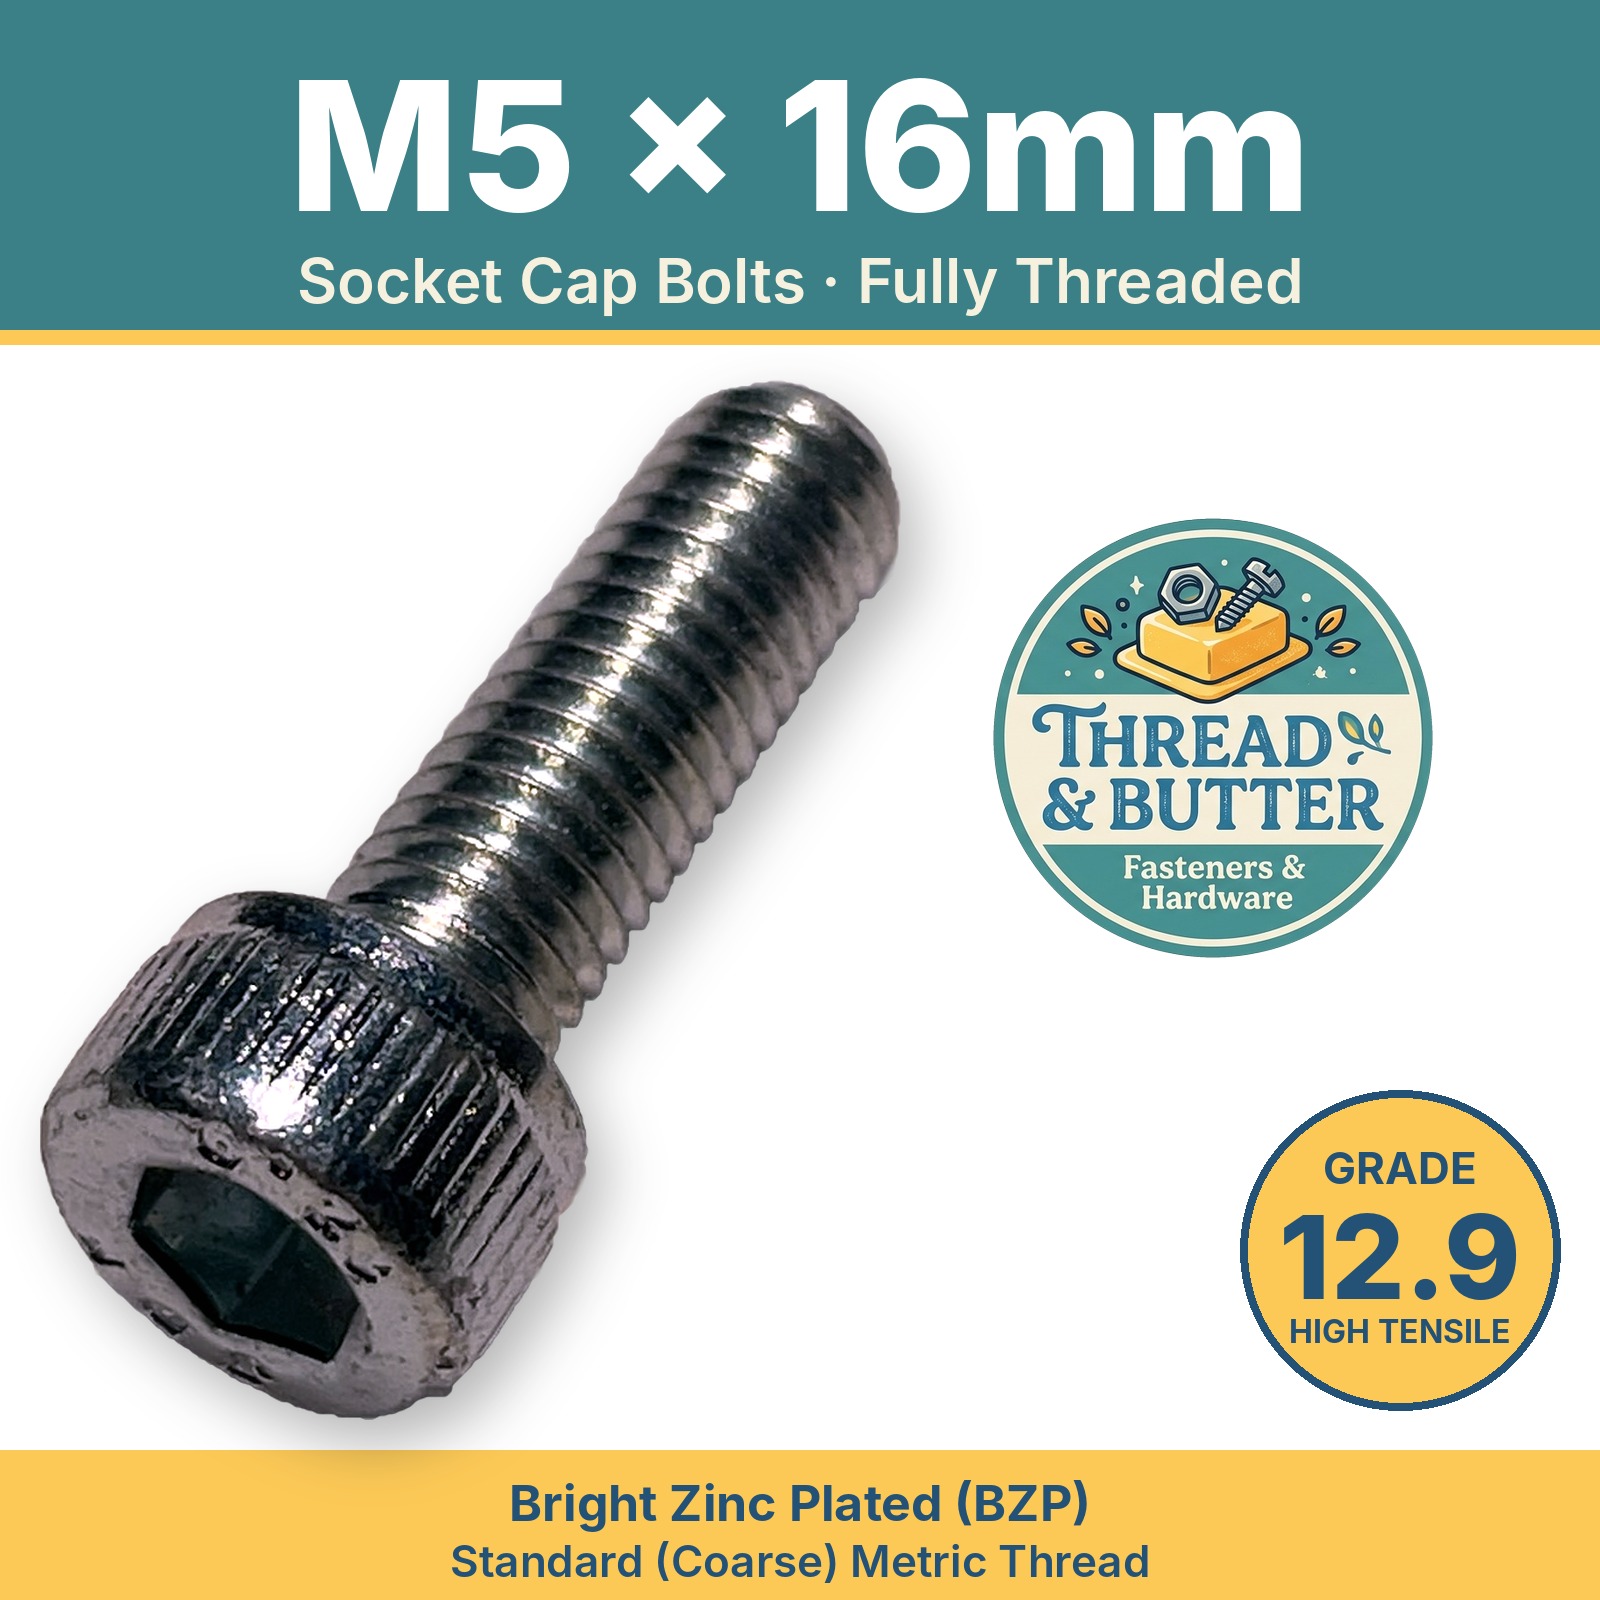 M5 × 16mm
Socket Cap Bolts · Fully Threaded
THREAD
& BUTTER
Fasteners &
Hardware
GRADE
12.9
HIGH TENSILE
Bright Zinc Plated (BZP)
Standard (Coarse) Metric Thread